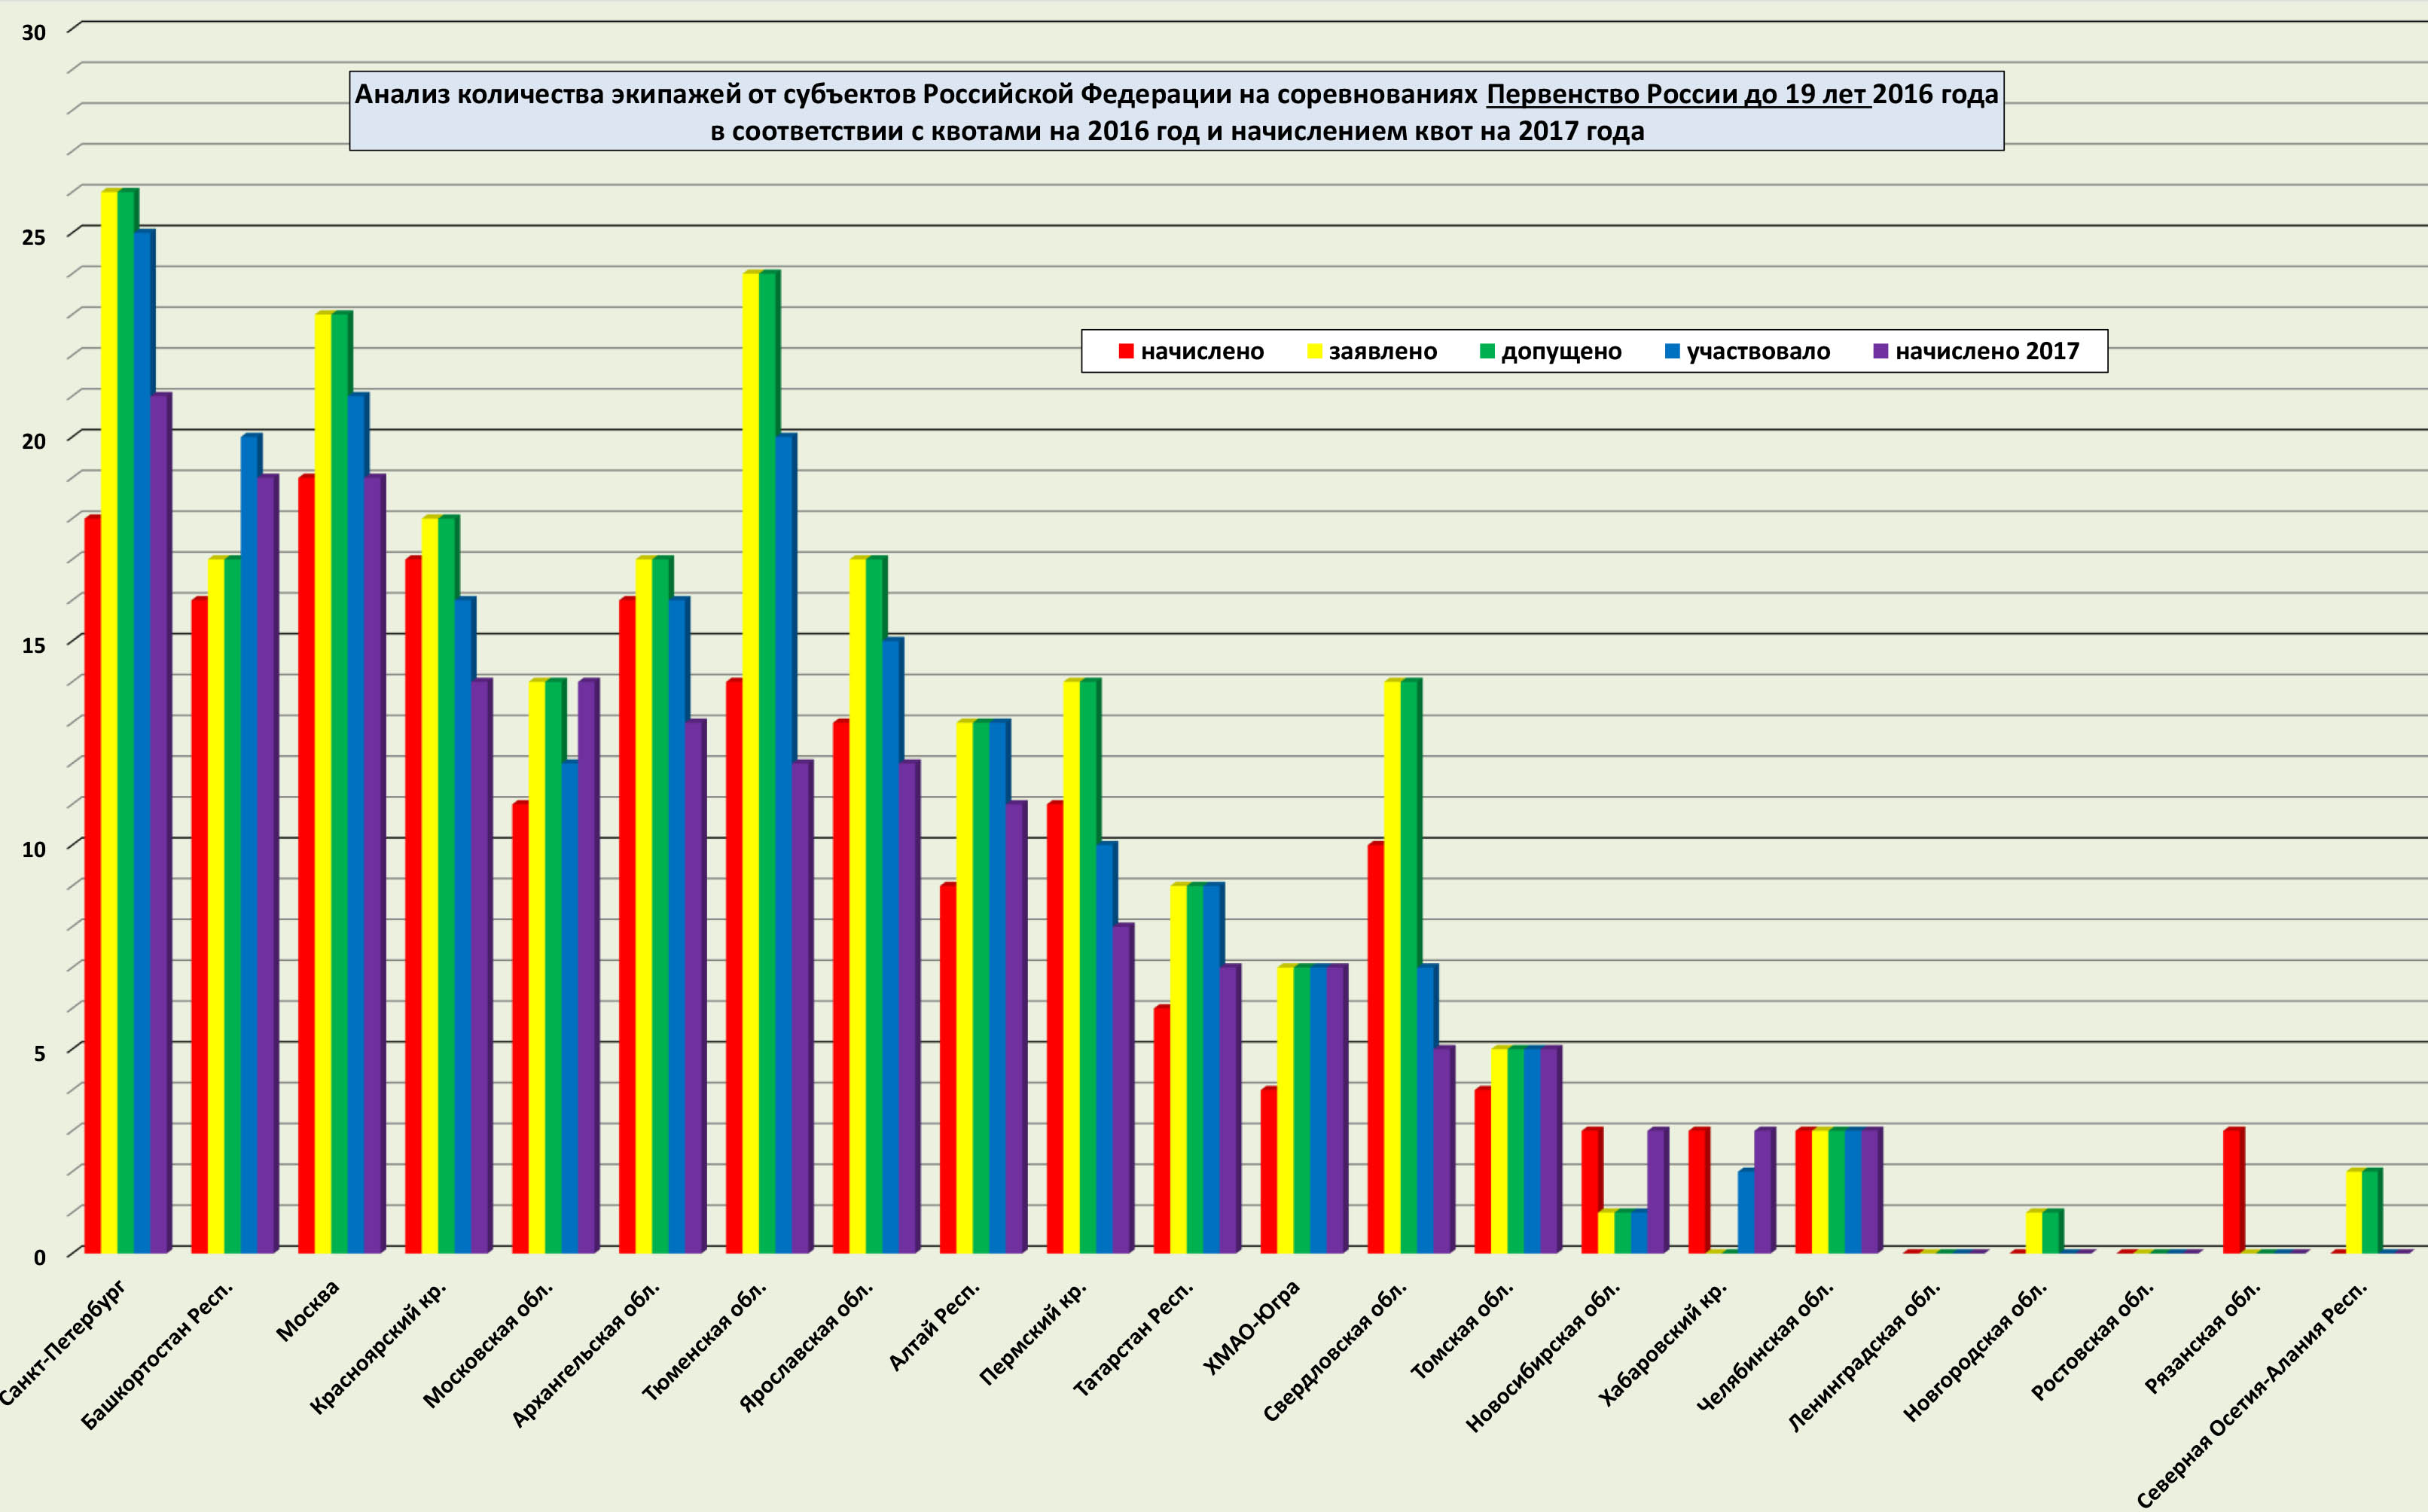 Анализ количества экипажей от субъектов Российской Федерации на соревнованиях Первенство России до 19 лет 2016 года
в соответствии с квотами на 2016 год и начислением квот на 2017 года
начислено заявлено допущено участвовало начислено 2017
30
25
20
15
10
5
0
Санкт-Петербург
Башкортостан Респ.
Москва
Красноярский кр.
Московская обл.
Архангельская обл.
Тюменская обл.
Ярославская обл.
Алтай Респ.
Пермский кр.
Татарстан Респ.
ХМАО-Югра
Свердловская обл.
Томская обл.
Новосибирская обл.
Хабаровский кр.
Челябинская обл.
Ленинградская обл.
Новгородская обл.
Ростовская обл.
Рязанская обл.
Северная Осетия-Алания Респ.